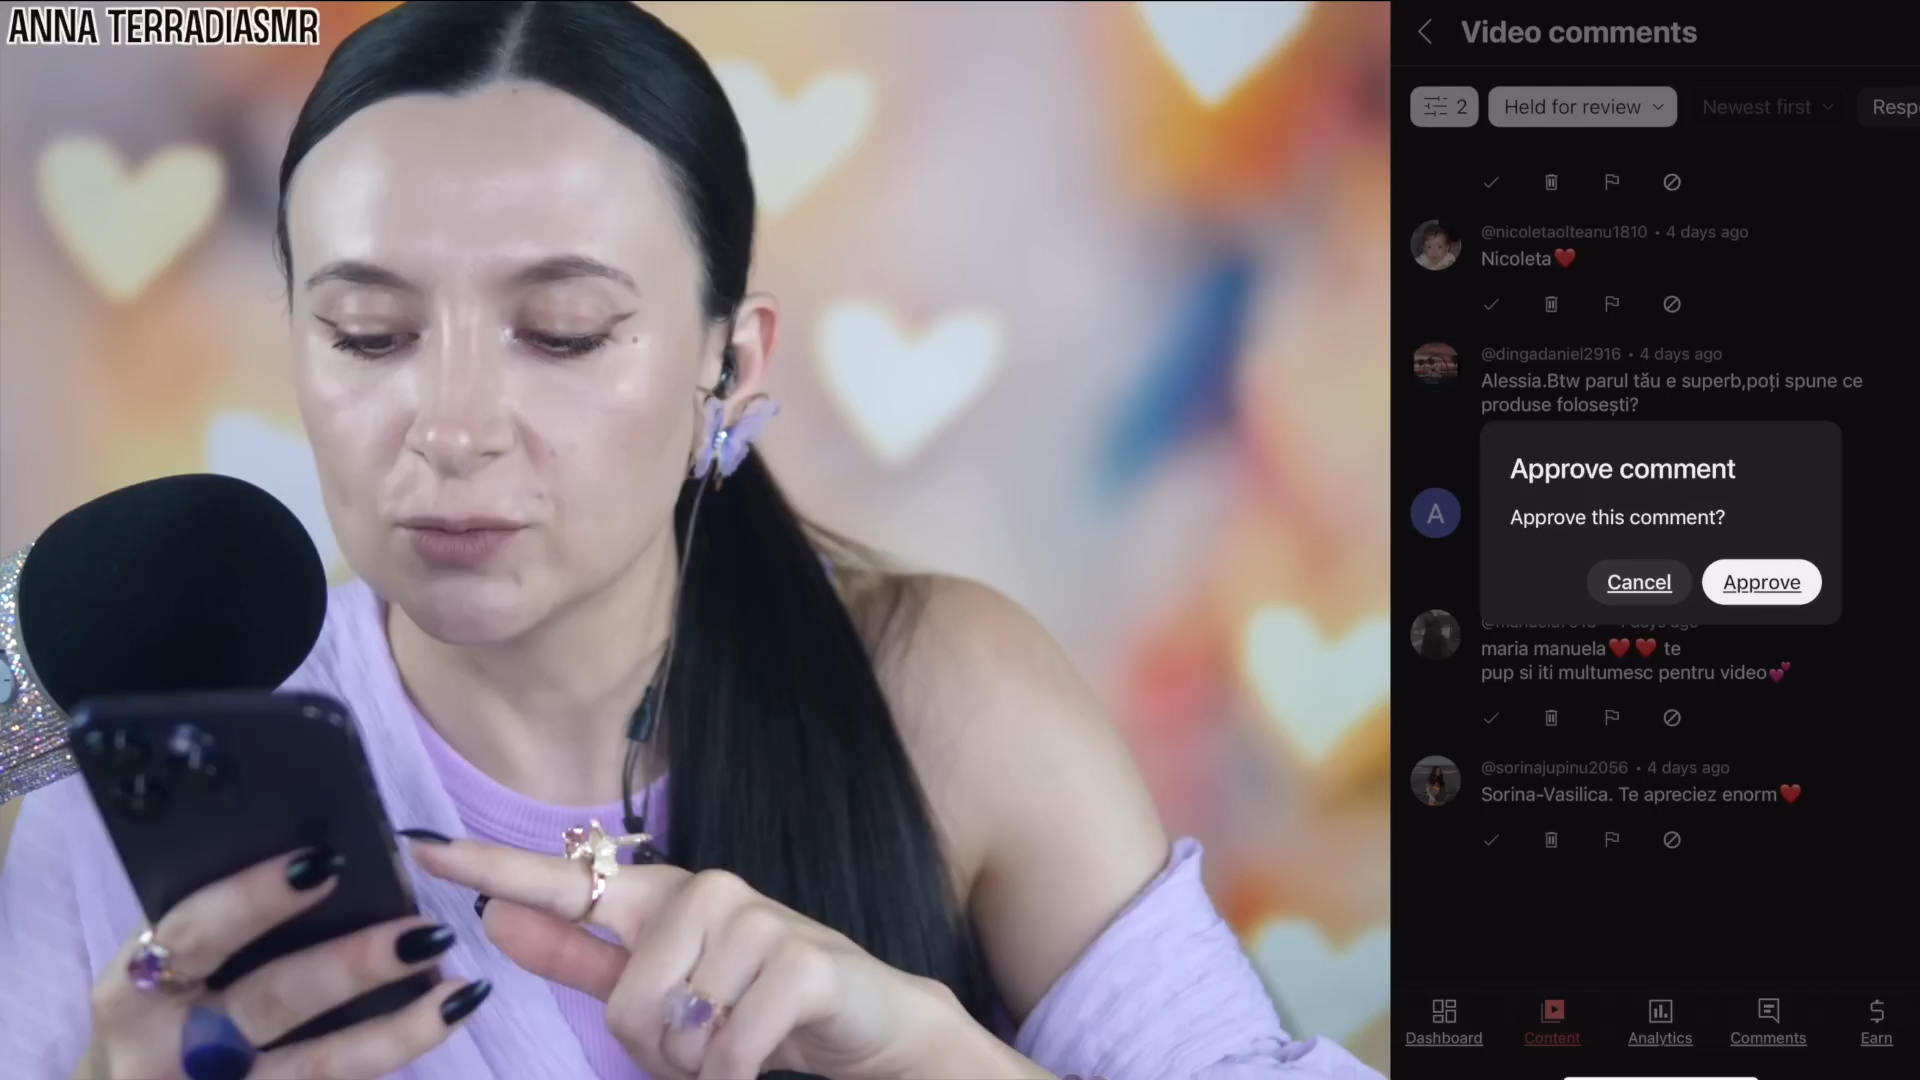 ANNA TERRADIASMR
Video comments
2
Held for review
Newest first
Resp
@nicoletaolteanu1810 • 4 days ago
Nicoleta❤️
@dingadaniel2916 • 4 days ago
Alessia.Btw parul tău e superb,poți spune ce
produse folosești?
A
Approve comment
Approve this comment?
Cancel
Approve
maria manuela❤️❤️ te
pup si iti multumesc pentru video💕
@sorinajupinu2056 • 4 days ago
Sorina-Vasilica. Te apreciez enorm❤️
Dashboard
Content
Analytics
Comments
Earn